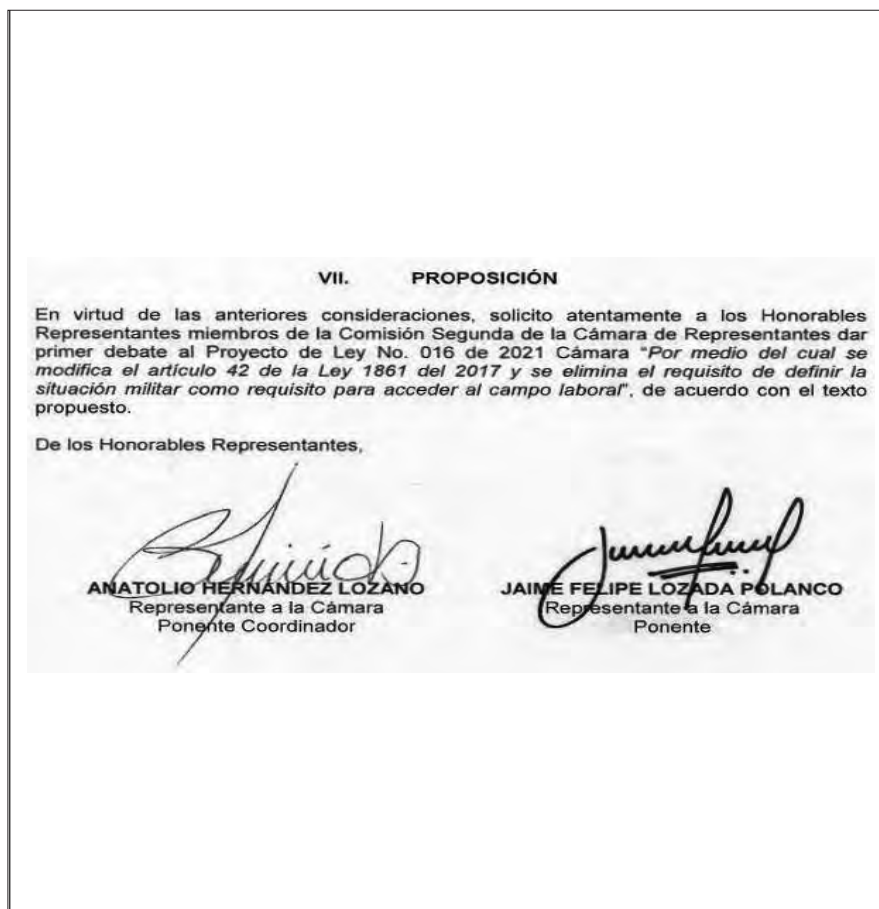 VII. PROPOSICIÓN
En virtud de las anteriores consideraciones, solicito atentamente a los Honorables
Representantes miembros de la Comisión Segunda de la Cámara de Representantes dar
primer debate al Proyecto de Ley No. 016 de 2021 Cámara "Por medio del cual se
modifica el artículo 42 de la Ley 1861 del 2017 y se elimina el requisito de definir la
situación militar como requisito para acceder al campo laboral", de acuerdo con el texto
propuesto.
De los Honorables Representantes,
ANATOLIO HERNÁNDEZ LOZANO
Representante a la Cámara
Ponente Coordinador
JAIME FELIPE LOZADA POLANCO
Representante a la Cámara
Ponente